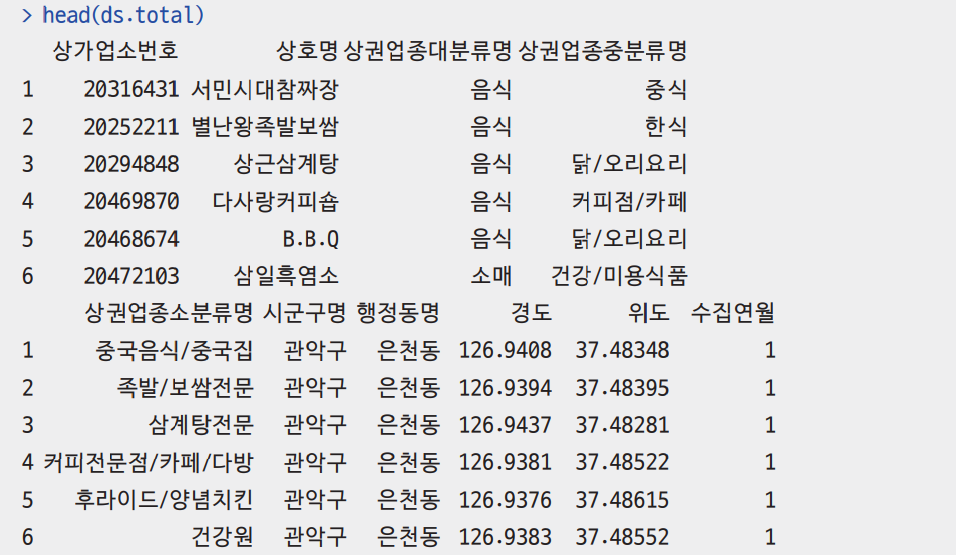 > head(ds.total)
상가업소번호 상호명 상권업종대분류명 상권업종중분류명
1 20316431 서민시대참짜장 음식 중식
2 20252211 별난왕족발보쌈 음식 한식
3 20294848 상근삼계탕 음식 닭/오리요리
4 20469870 다사랑커피숍 음식 커피점/카페
5 20468674 B.B.Q 음식 닭/오리요리
6 20472103 삼일흑염소 소매 건강/미용식품
상권업종소분류명 시군구명 행정동명 경도 위도 수집연월
1 중국음식/중국집 관악구 은천동 126.9408 37.48348 1
2 족발/보쌈전문 관악구 은천동 126.9394 37.48395 1
3 삼계탕전문 관악구 은천동 126.9437 37.48281 1
4 커피전문점/카페/다방 관악구 은천동 126.9381 37.48522 1
5 후라이드/양념치킨 관악구 은천동 126.9376 37.48615 1
6 건강원 관악구 은천동 126.9383 37.48552 1